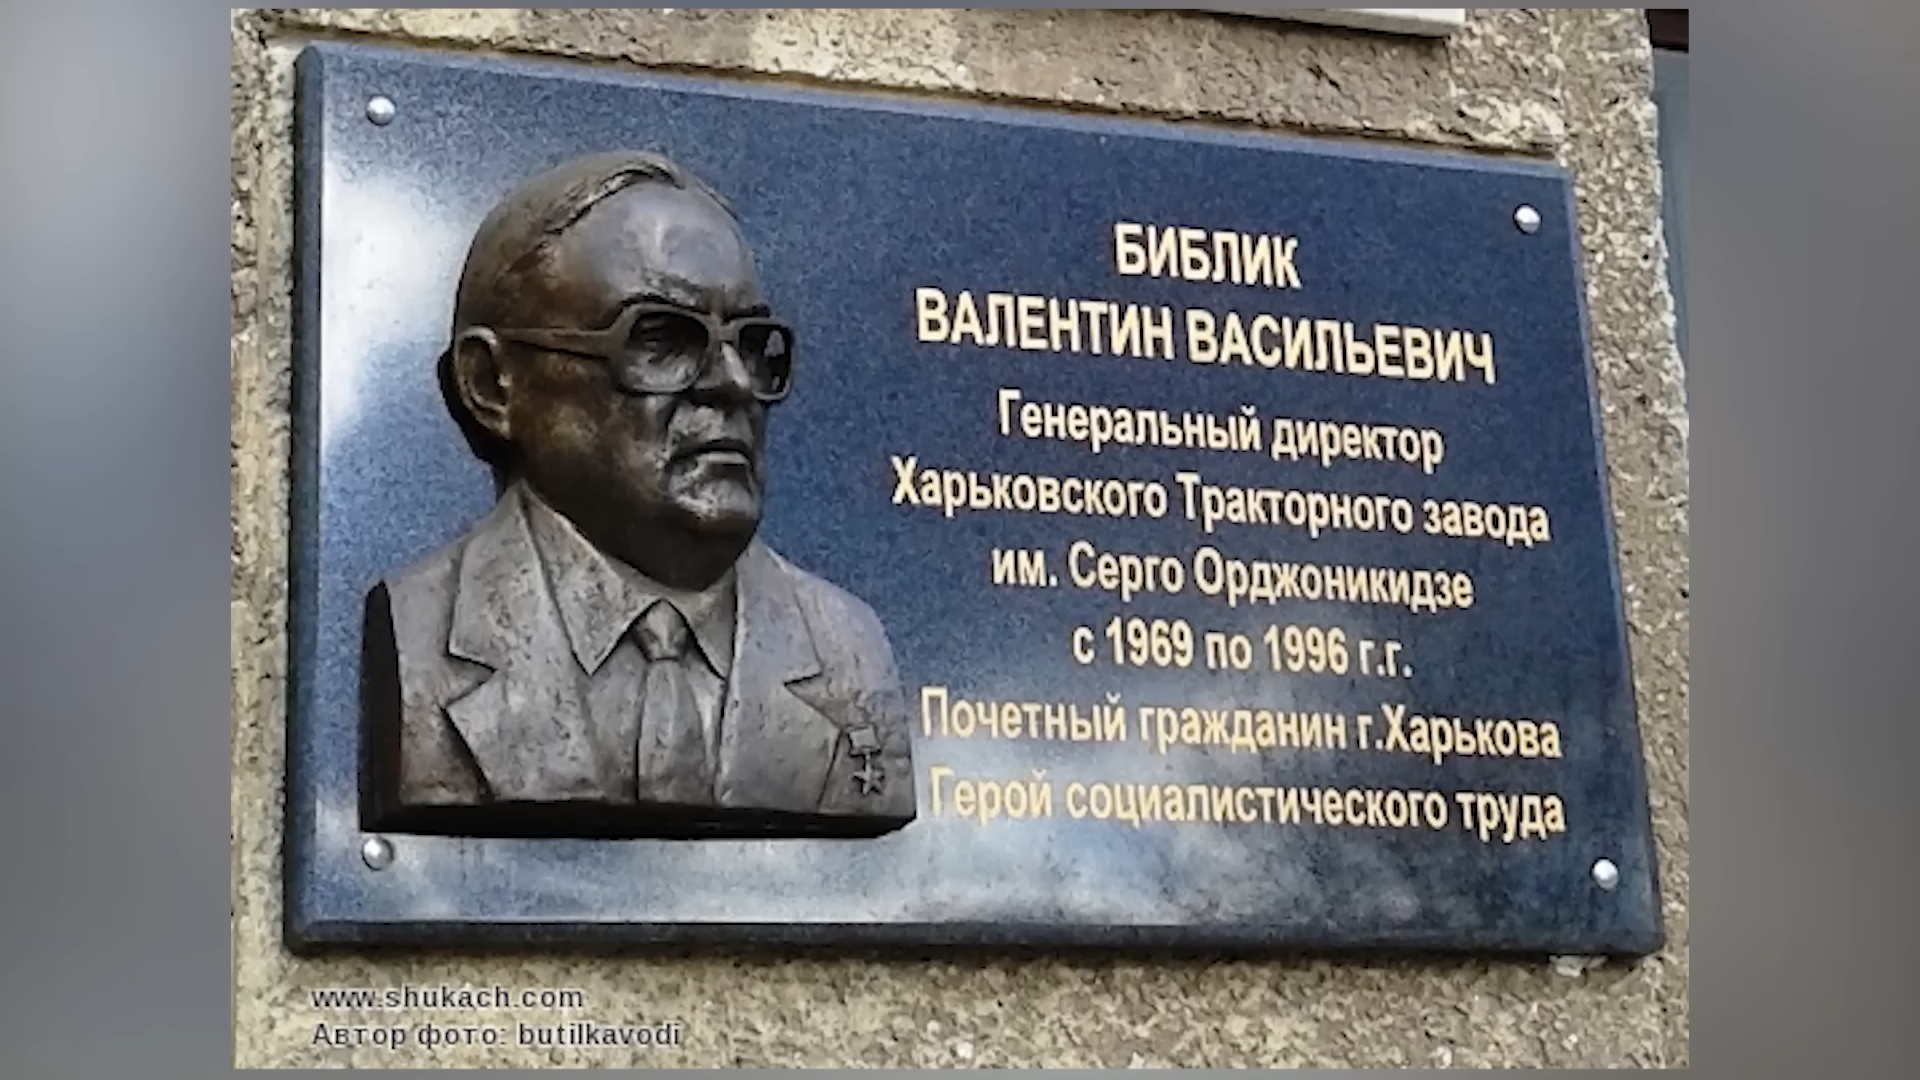 БИБЛИК
ВАЛЕНТИН ВАСИЛЬЕВИЧ
Генеральный директор
Харьковского Тракторного завода
им. Серго Орджоникидзе
с 1969 по 1996 г.г.
Почетный гражданин г.Харькова
Герой социалистического труда
www.shukach.com
Автор фото: butilkavodi